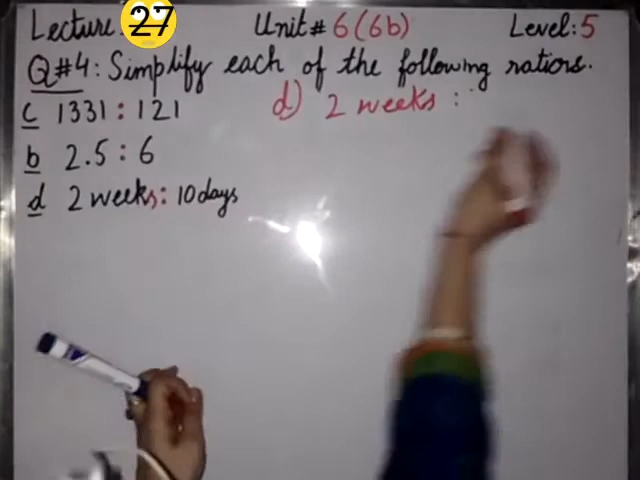 Lecture: 27 Unit# 6(6b) Level: 5
Q#4: Simplify each of the following rations.
c 1331 : 121
d) 2 weeks :
b 2.5 : 6
d 2 weeks: 10 days